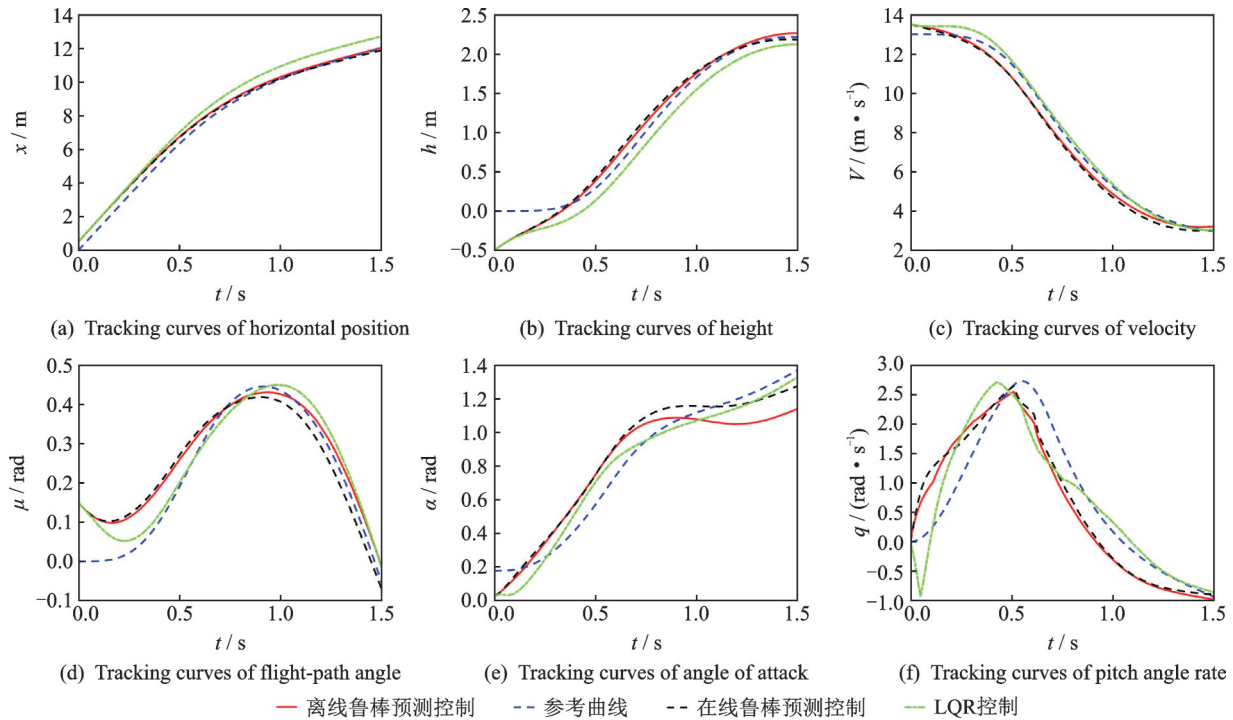 14
12
10
8
6
4
2
0
x / m
0.0 0.5 1.0 1.5
t / s
(a) Tracking curves of horizontal position
2.5
2.0
1.5
1.0
0.5
0.0
−0.5
h / m
0.0 0.5 1.0 1.5
t / s
(b) Tracking curves of height
14
12
10
8
6
4
2
V / (m • s⁻¹)
0.0 0.5 1.0 1.5
t / s
(c) Tracking curves of velocity
0.5
0.4
0.3
0.2
0.1
0.0
−0.1
μ / rad
0.0 0.5 1.0 1.5
t / s
(d) Tracking curves of flight-path angle
1.4
1.2
1.0
0.8
0.6
0.4
0.2
0.0
α / rad
0.0 0.5 1.0 1.5
t / s
(e) Tracking curves of angle of attack
3.0
2.5
2.0
1.5
1.0
0.5
0.0
−0.5
−1.0
q / (rad • s⁻¹)
0.0 0.5 1.0 1.5
t / s
(f) Tracking curves of pitch angle rate
离线鲁棒预测控制 参考曲线 在线鲁棒预测控制 LQR控制